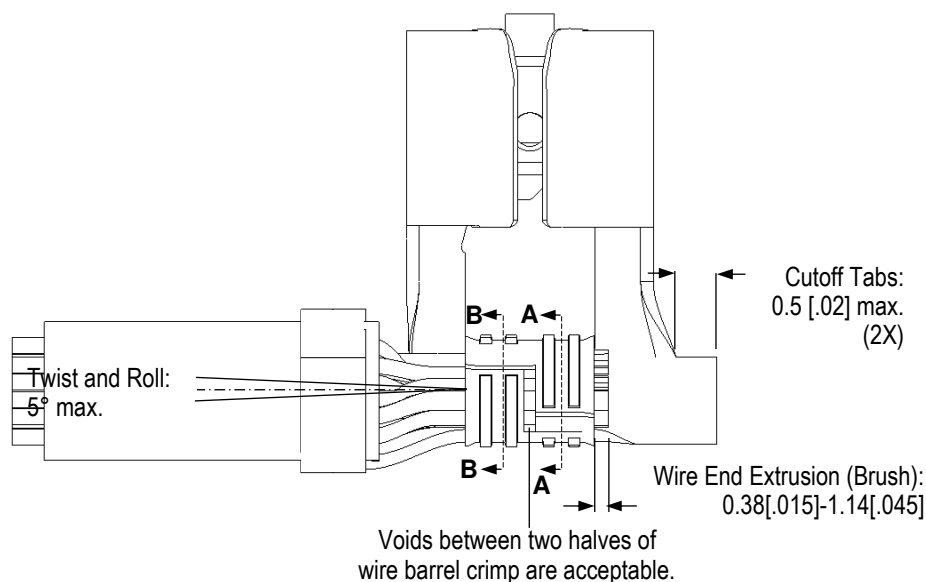 B
A
Cutoff Tabs:
0.5 [.02] max.
(2X)
Twist and Roll:
5° max.
B
A
Wire End Extrusion (Brush):
0.38[.015]-1.14[.045]
Voids between two halves of
wire barrel crimp are acceptable.